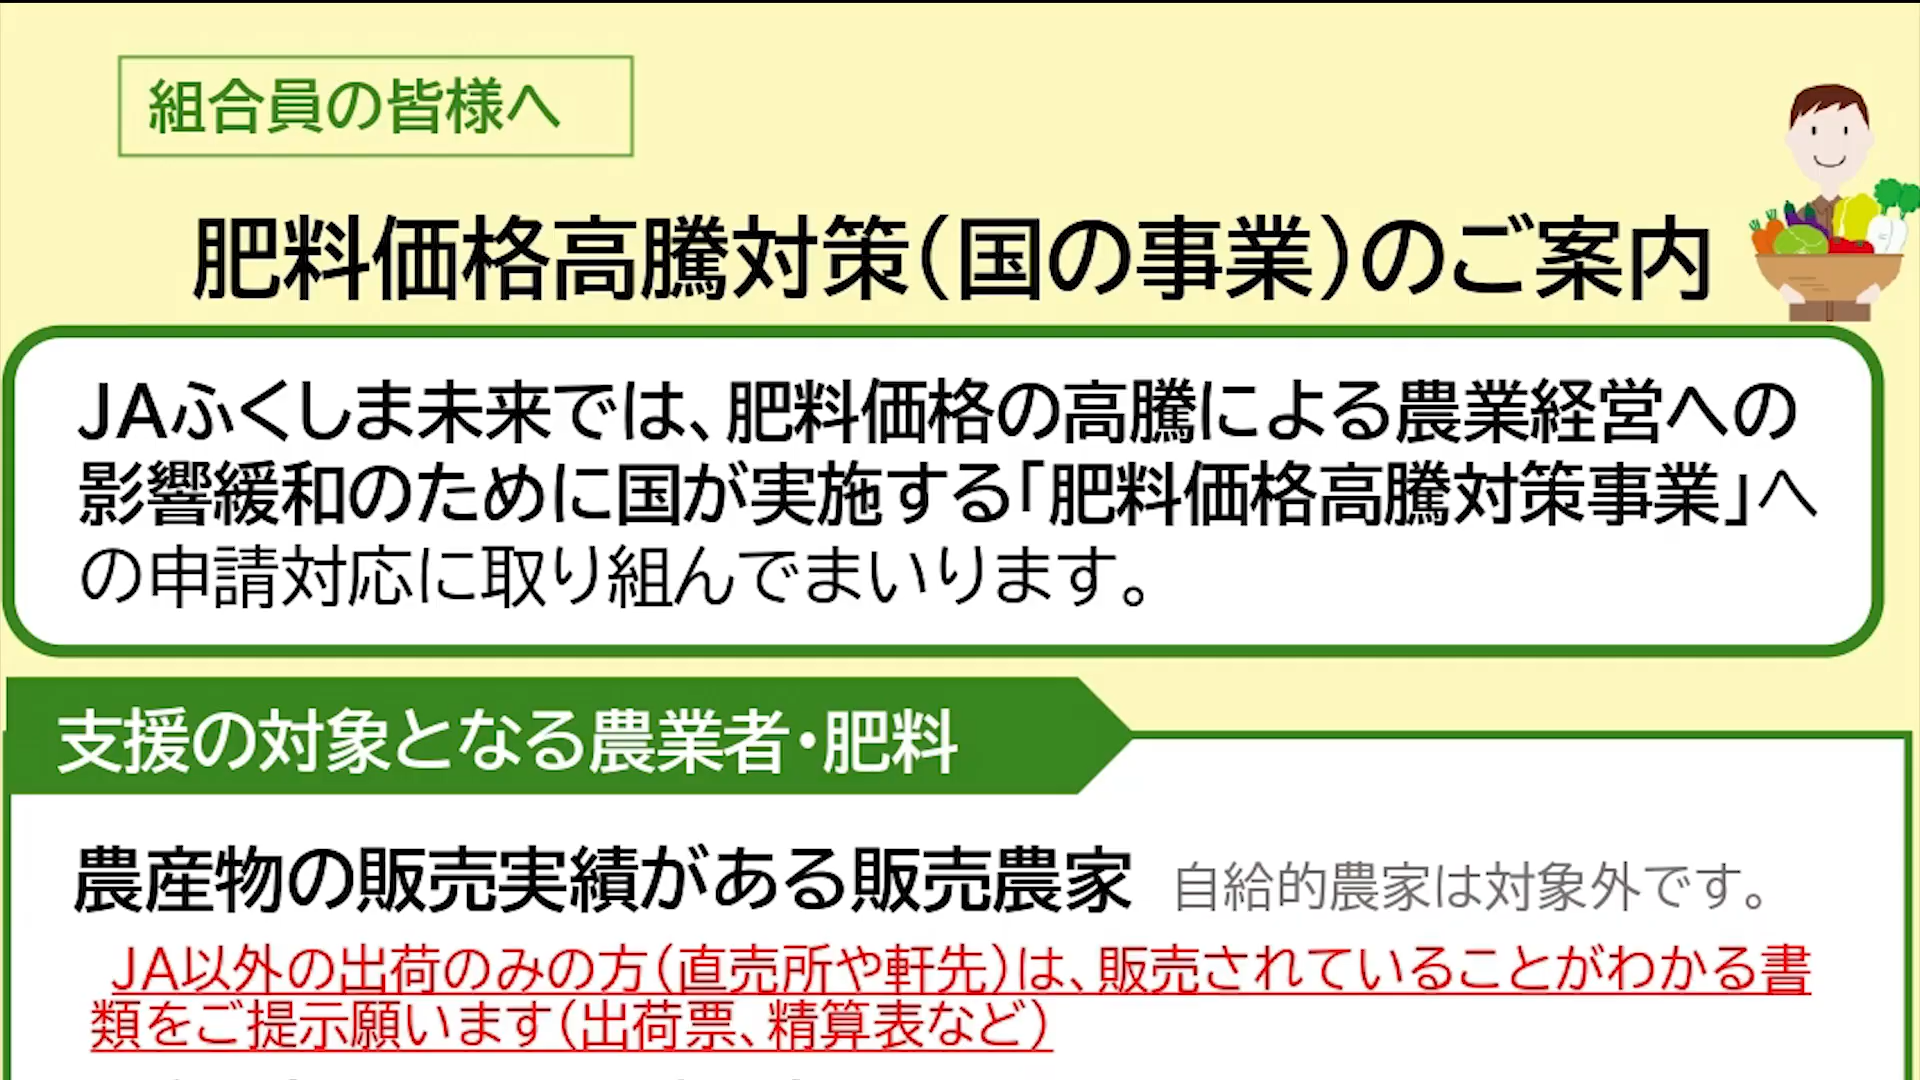 組合員の皆様へ
肥料価格高騰対策(国の事業)のご案内
JAふくしま未来では、肥料価格の高騰による農業経営への
影響緩和のために国が実施する「肥料価格高騰対策事業」へ
の申請対応に取り組んでまいります。
支援の対象となる農業者・肥料
農産物の販売実績がある販売農家 自給的農家は対象外です。
JA以外の出荷のみの方(直売所や軒先)は、販売されていることがわかる書
類をご提示願います(出荷票、精算表など)